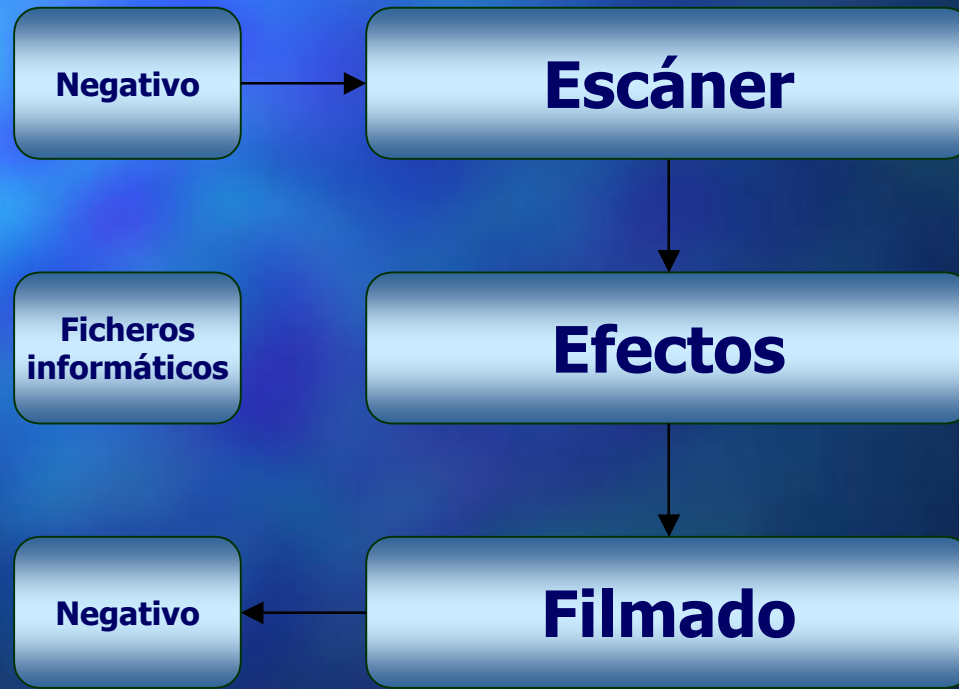 Negativo
Escáner
Ficheros
informáticos
Efectos
Negativo
Filmado